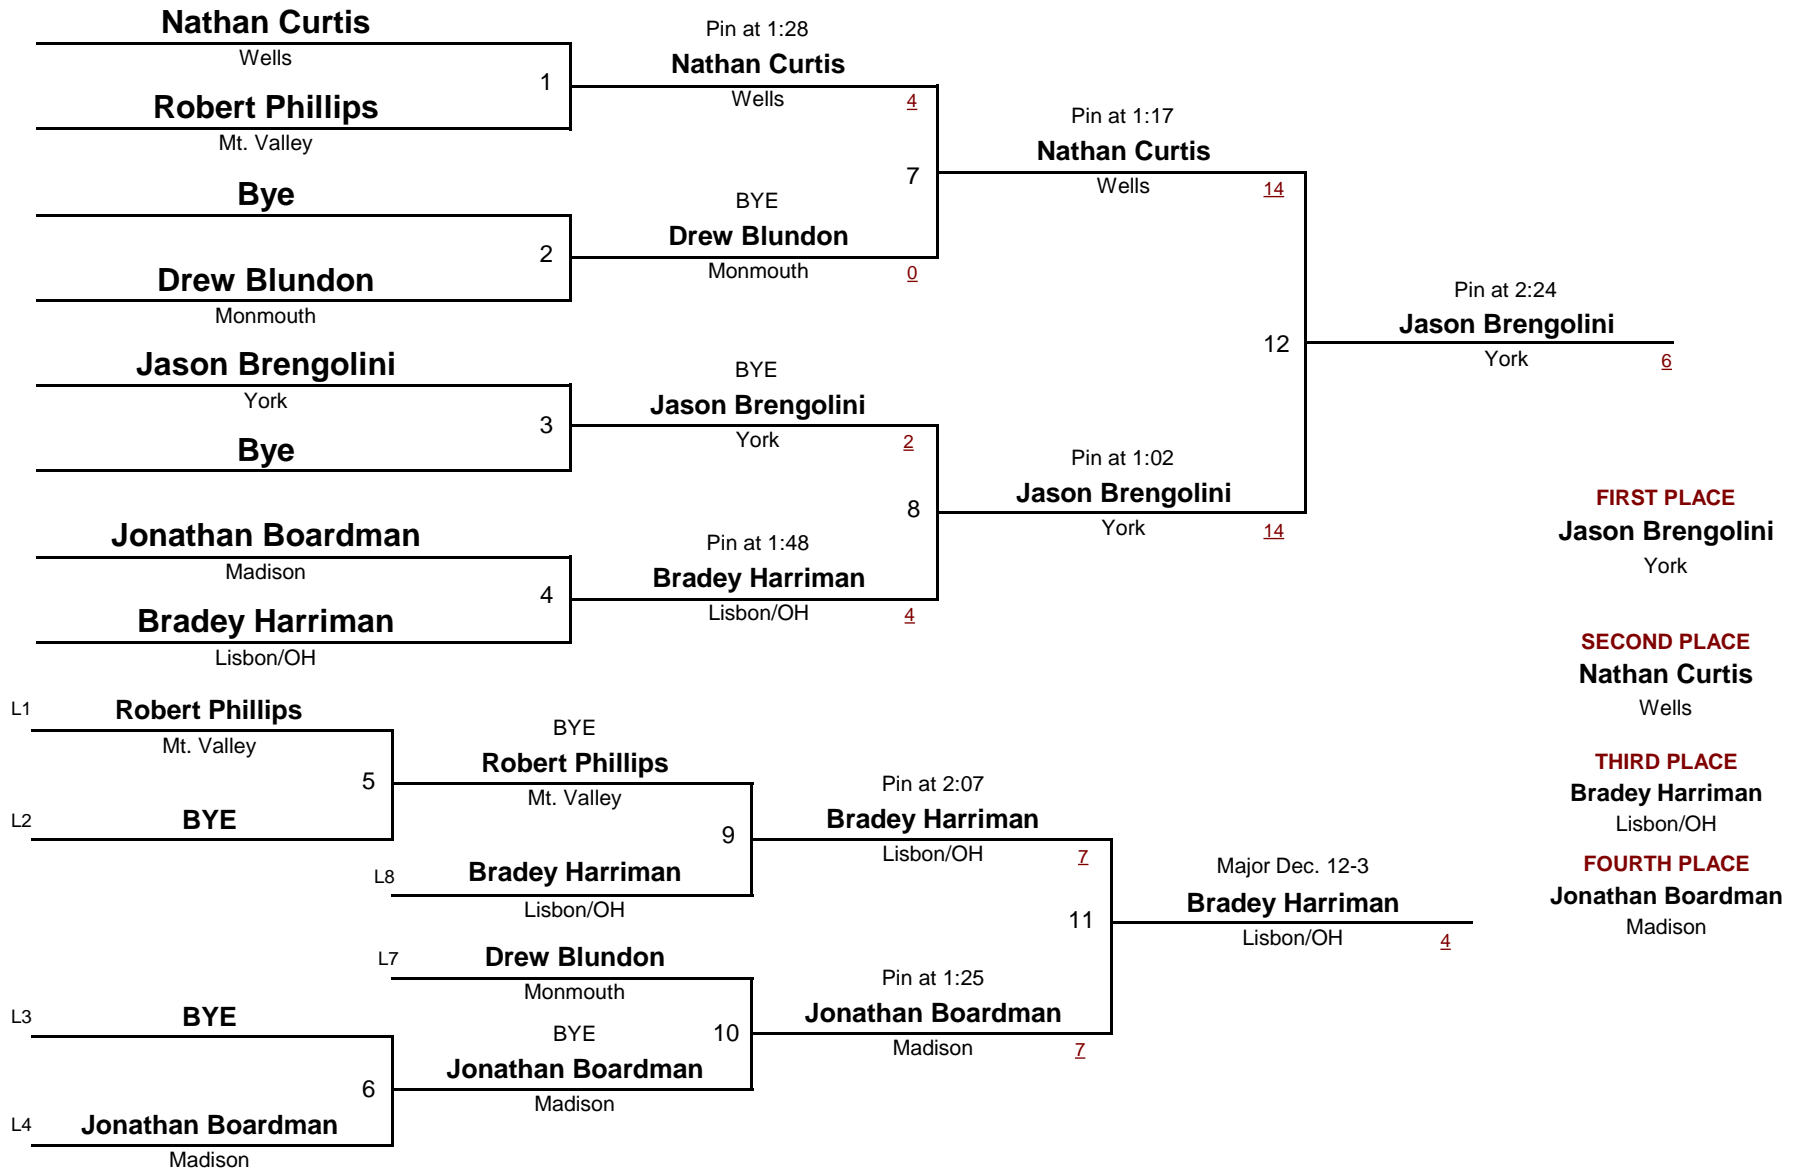 Nathan Curtis
Wells
1
Robert Phillips
Mt. Valley
Bye
2
Drew Blundon
Monmouth
Jason Brengolini
York
3
Bye
Jonathan Boardman
Madison
4
Bradey Harriman
Lisbon/OH
Pin at 1:28
Nathan Curtis
Wells 4
7
BYE
Drew Blundon
Monmouth 0
BYE
Jason Brengolini
York 2
8
Pin at 1:48
Bradey Harriman
Lisbon/OH 4
Pin at 1:17
Nathan Curtis
Wells 14
12
Pin at 1:02
Jason Brengolini
York 14
Pin at 2:24
Jason Brengolini
York 6
FIRST PLACE
Jason Brengolini
York
SECOND PLACE
Nathan Curtis
Wells
THIRD PLACE
Bradey Harriman
Lisbon/OH
FOURTH PLACE
Jonathan Boardman
Madison
L1 Robert Phillips
Mt. Valley
5
L2 BYE
L3 BYE
6
L4 Jonathan Boardman
Madison
BYE
Robert Phillips
Mt. Valley
9
L8 Bradey Harriman
Lisbon/OH
L7 Drew Blundon
Monmouth
BYE 10
Jonathan Boardman
Madison
Pin at 2:07
Bradey Harriman
Lisbon/OH 7
11
Pin at 1:25
Jonathan Boardman
Madison 7
Major Dec. 12-3
Bradey Harriman
Lisbon/OH 4